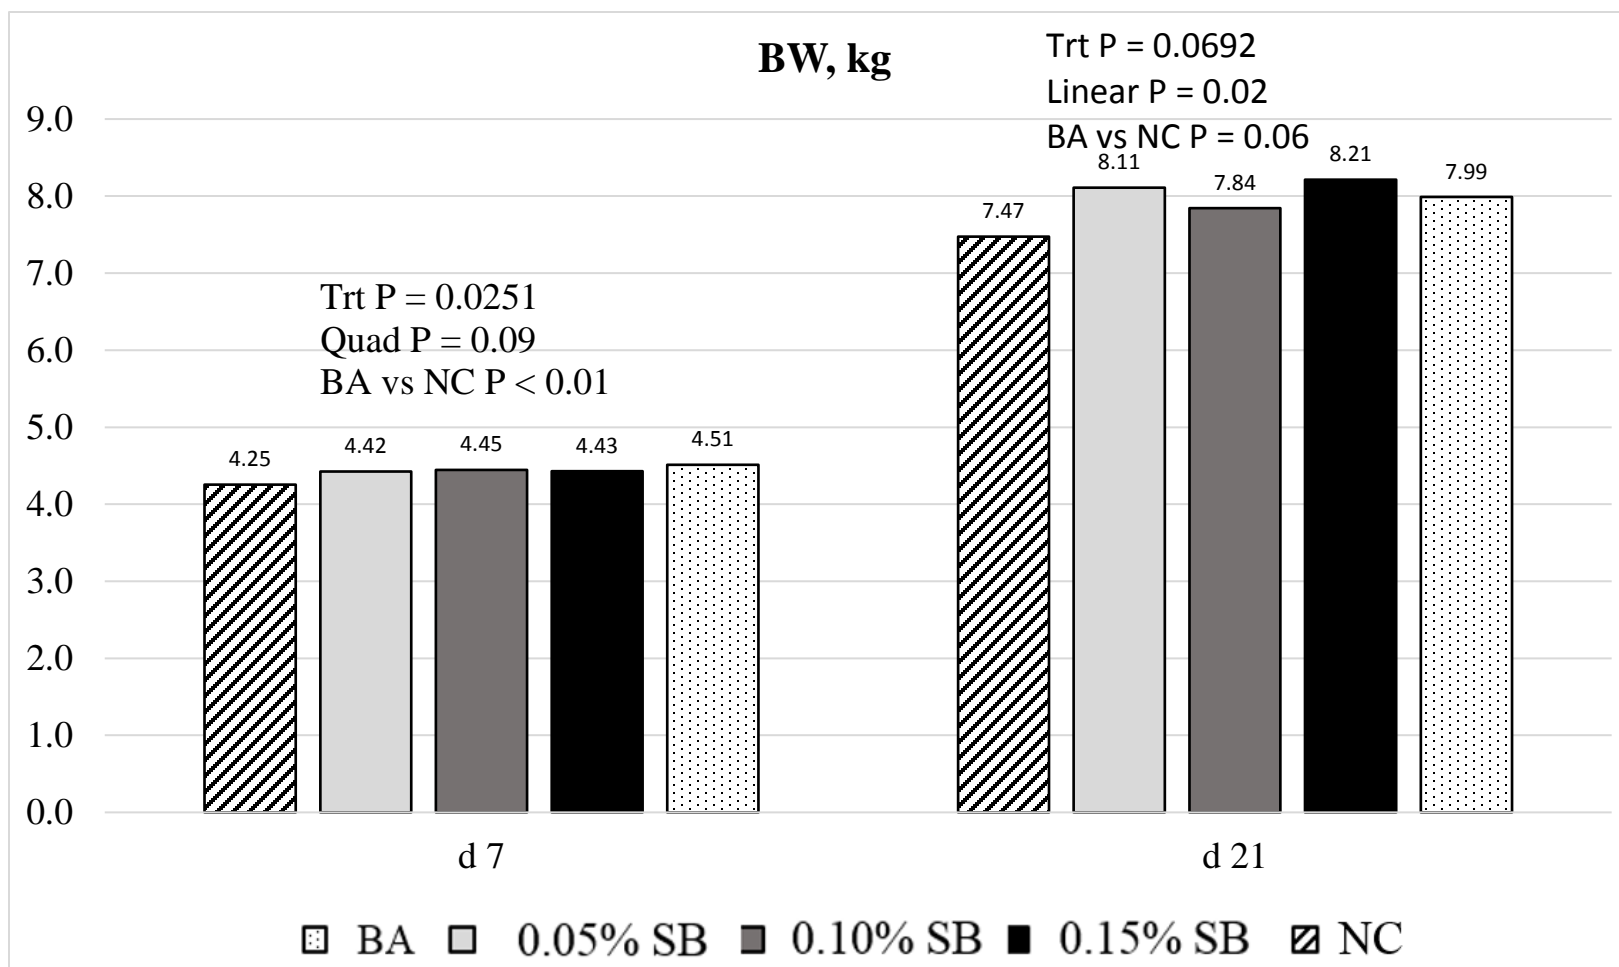 BW, kg
Trt P = 0.0692
Linear P = 0.02
BA vs NC P = 0.06
9.0
8.0
7.0
6.0
5.0
4.0
3.0
2.0
1.0
0.0
Trt P = 0.0251
Quad P = 0.09
BA vs NC P < 0.01
4.25 4.42 4.45 4.43 4.51
7.47 8.11 7.84 8.21 7.99
d 7 d 21
BA 0.05% SB 0.10% SB 0.15% SB NC